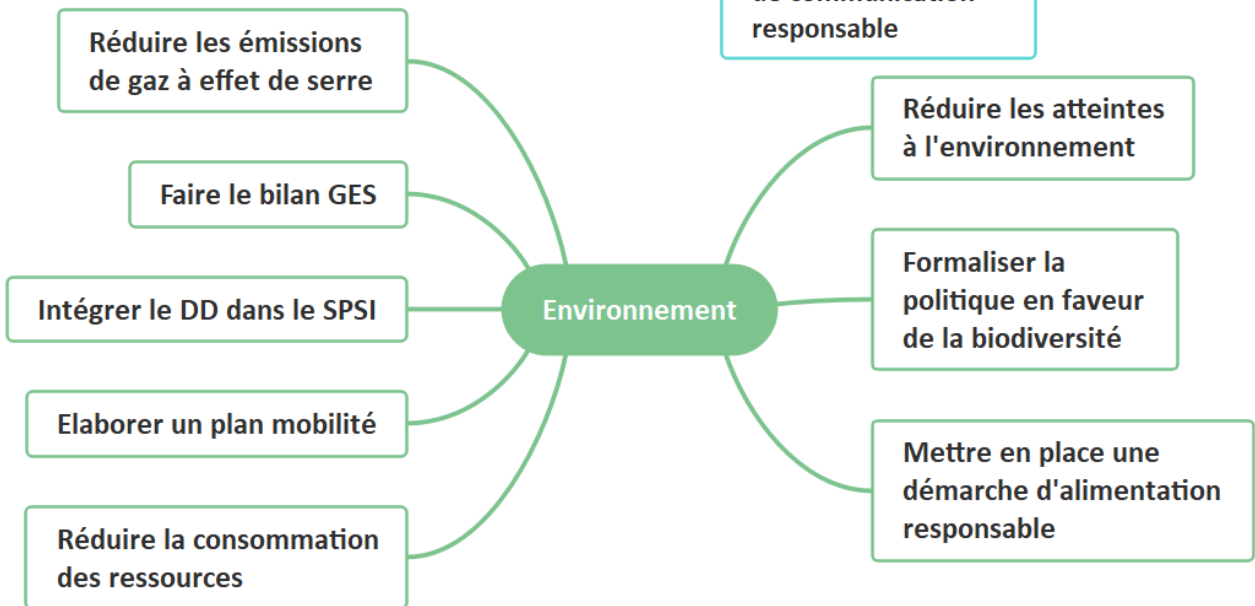 de communication
responsable
Réduire les émissions
de gaz à effet de serre
Faire le bilan GES
Intégrer le DD dans le SPSI
Elaborer un plan mobilité
Réduire la consommation
des ressources
Environnement
Réduire les atteintes
à l'environnement
Formaliser la
politique en faveur
de la biodiversité
Mettre en place une
démarche d'alimentation
responsable